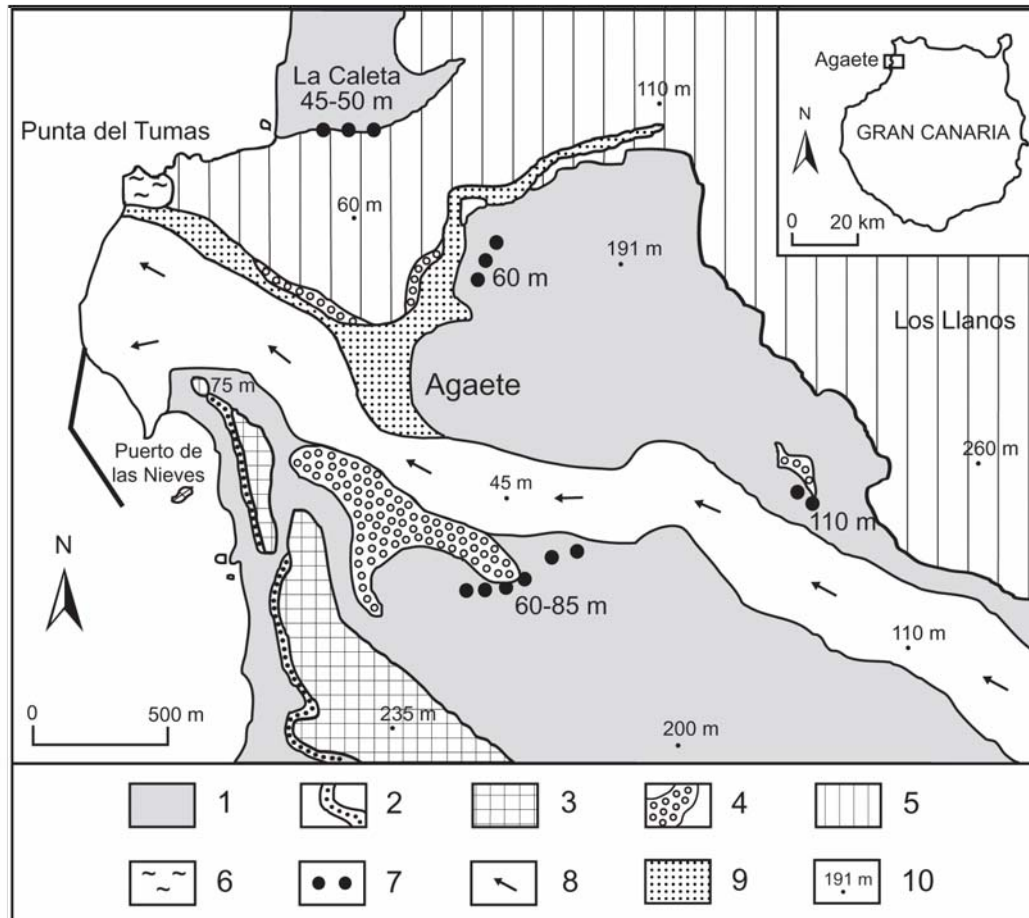 La Caleta
45-50 m
Punta del Tumas
110 m
60 m
Agaete
N
GRAN CANARIA
0 20 km
191 m
60 m
Los Llanos
Agaete
75 m
Puerto de
las Nieves
260 m
45 m
110 m
N
60-85 m
110 m
0 500 m
235 m
200 m
1 2 3 4 5
6 7 8 191 m 9 10